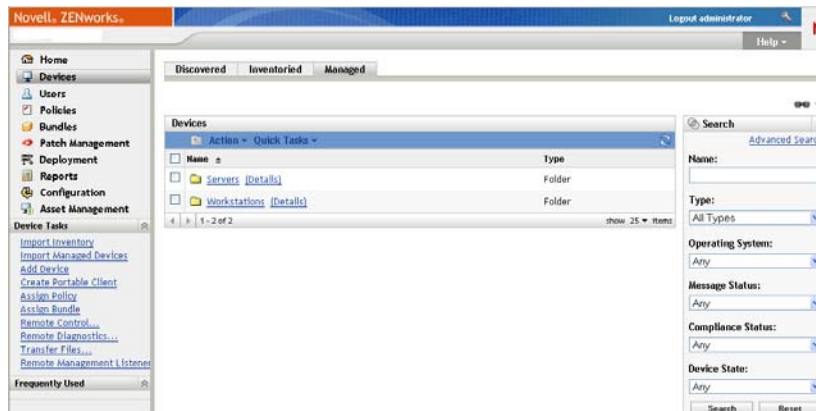 Novell® ZENworks®
Logout administrator
Help
Home
Devices
Users
Policies
Bundles
Patch Management
Deployment
Reports
Configuration
Asset Management
Device Tasks
Import Inventory
Import Managed Devices
Add Device
Create Portable Client
Assign Policy
Assign Bundle
Remote Control...
Remote Diagnostics...
Transfer Files...
Remote Management Listener
Frequently Used
Discovered Inventoried Managed
Devices
Action Quick Tasks
Name Type
Servers (Details) Folder
Workstations (Details) Folder
1 - 2 of 2 show 25 items
Search
Advanced Sear
Name:
Type:
All Types
Operating System:
Any
Message Status:
Any
Compliance Status:
Any
Device State:
Any
Search Reset